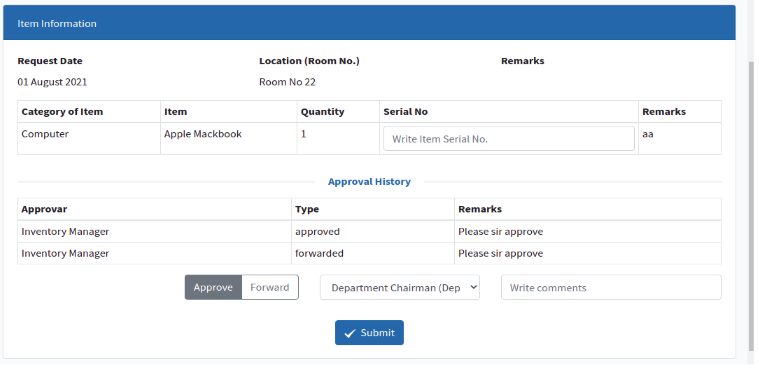 Item Information
Request Date Location (Room No.) Remarks
01 August 2021 Room No 22
Category of Item Item Quantity Serial No Remarks
Computer Apple Mackbook 1 Write Item Serial No. aa
Approval History
Approvar Type Remarks
Inventory Manager approved Please sir approve
Inventory Manager forwarded Please sir approve
Approve Forward Department Chairman (Dep Write comments
Submit